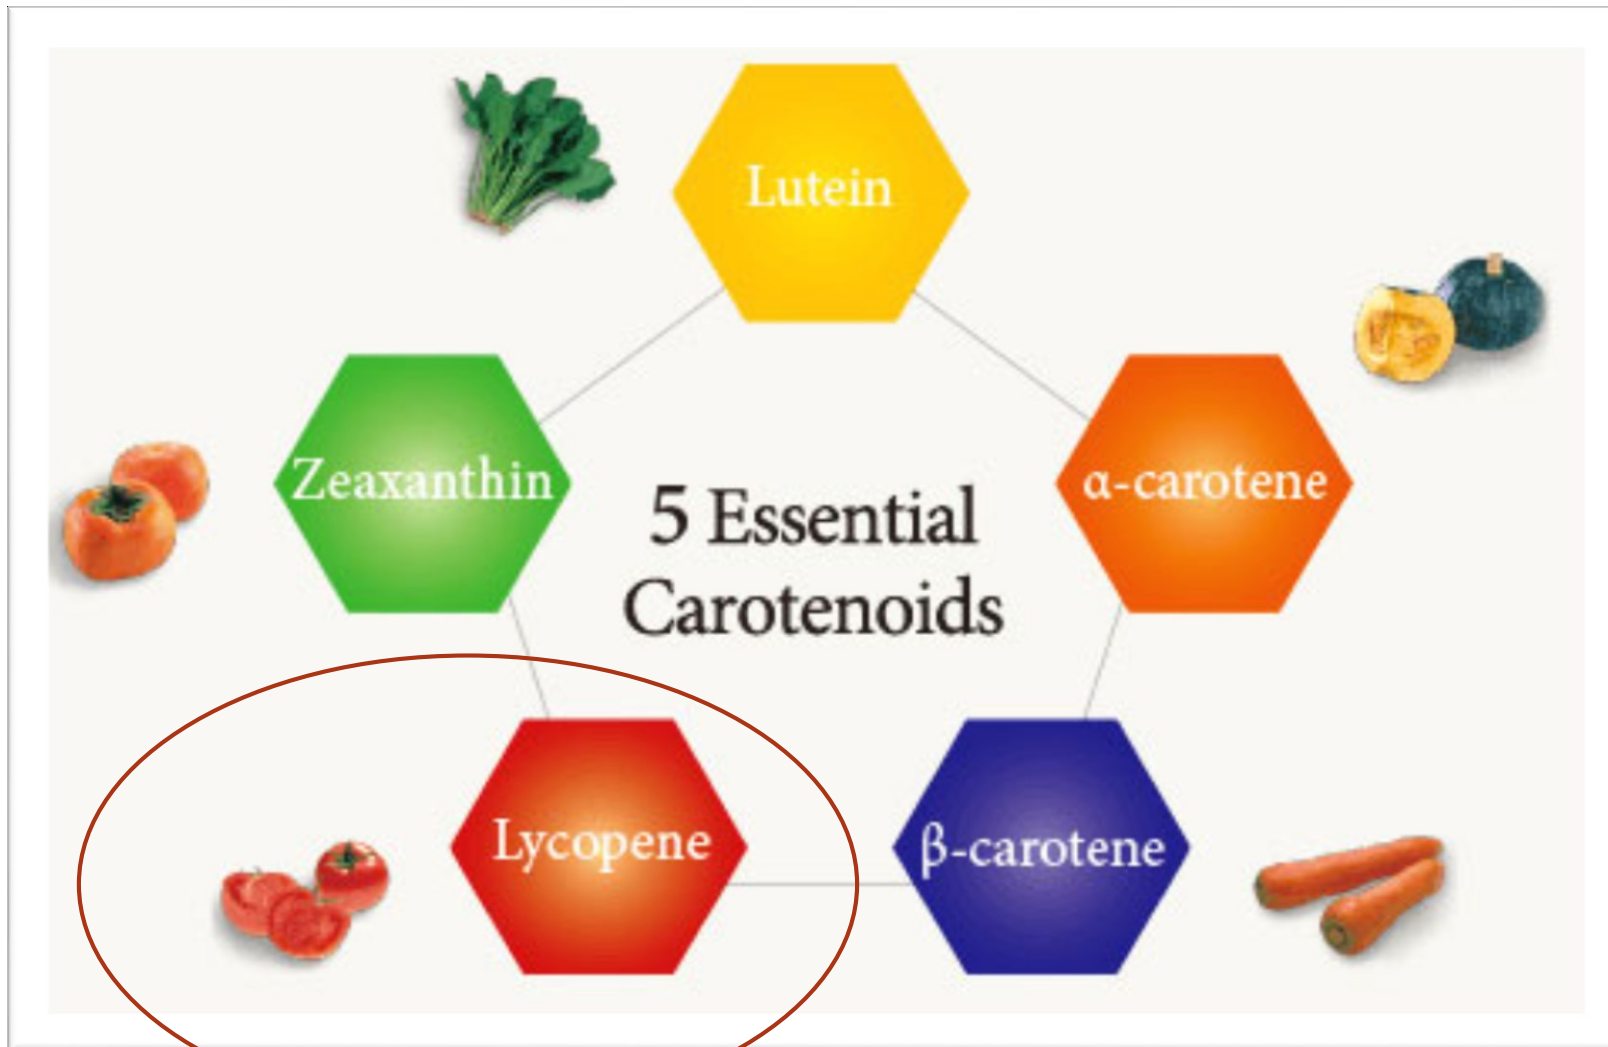 Lutein
Zeaxanthin
α-carotene
5 Essential
Carotenoids
Lycopene
β-carotene